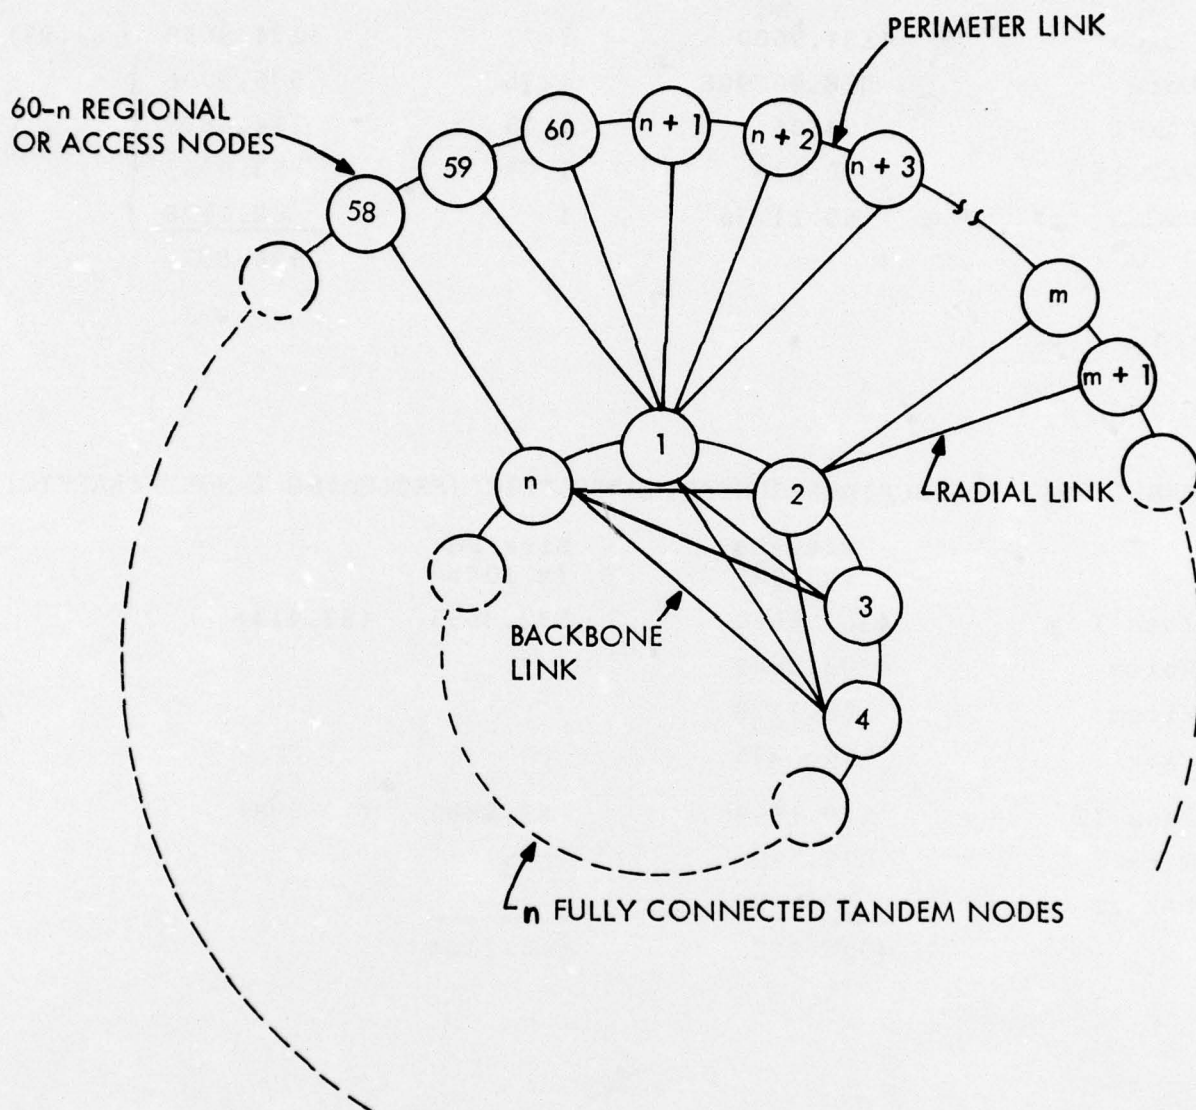 PERIMETER LINK
60-n REGIONAL
OR ACCESS NODES
58
59
60
n + 1
n + 2
n + 3
m
m + 1
RADIAL LINK
n
1
2
3
4
BACKBONE
LINK
n FULLY CONNECTED TANDEM NODES